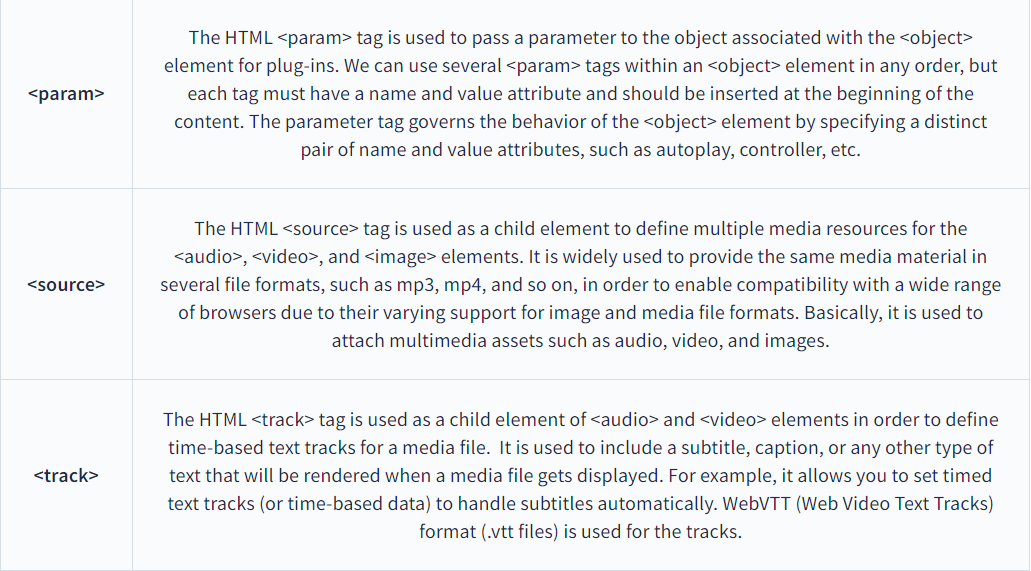 <param>
The HTML <param> tag is used to pass a parameter to the object associated with the <object>
element for plug-ins. We can use several <param> tags within an <object> element in any order, but
each tag must have a name and value attribute and should be inserted at the beginning of the
content. The parameter tag governs the behavior of the <object> element by specifying a distinct
pair of name and value attributes, such as autoplay, controller, etc.
<source>
The HTML <source> tag is used as a child element to define multiple media resources for the
<audio>, <video>, and <image> elements. It is widely used to provide the same media material in
several file formats, such as mp3, mp4, and so on, in order to enable compatibility with a wide range
of browsers due to their varying support for image and media file formats. Basically, it is used to
attach multimedia assets such as audio, video, and images.
<track>
The HTML <track> tag is used as a child element of <audio> and <video> elements in order to define
time-based text tracks for a media file.  It is used to include a subtitle, caption, or any other type of
text that will be rendered when a media file gets displayed. For example, it allows you to set timed
text tracks (or time-based data) to handle subtitles automatically. WebVTT (Web Video Text Tracks)
format (.vtt files) is used for the tracks.